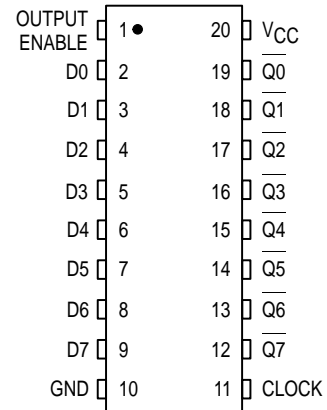 OUTPUT
ENABLE 1 20 VCC
D0 2 19 Q0
D1 3 18 Q1
D2 4 17 Q2
D3 5 16 Q3
D4 6 15 Q4
D5 7 14 Q5
D6 8 13 Q6
D7 9 12 Q7
GND 10 11 CLOCK